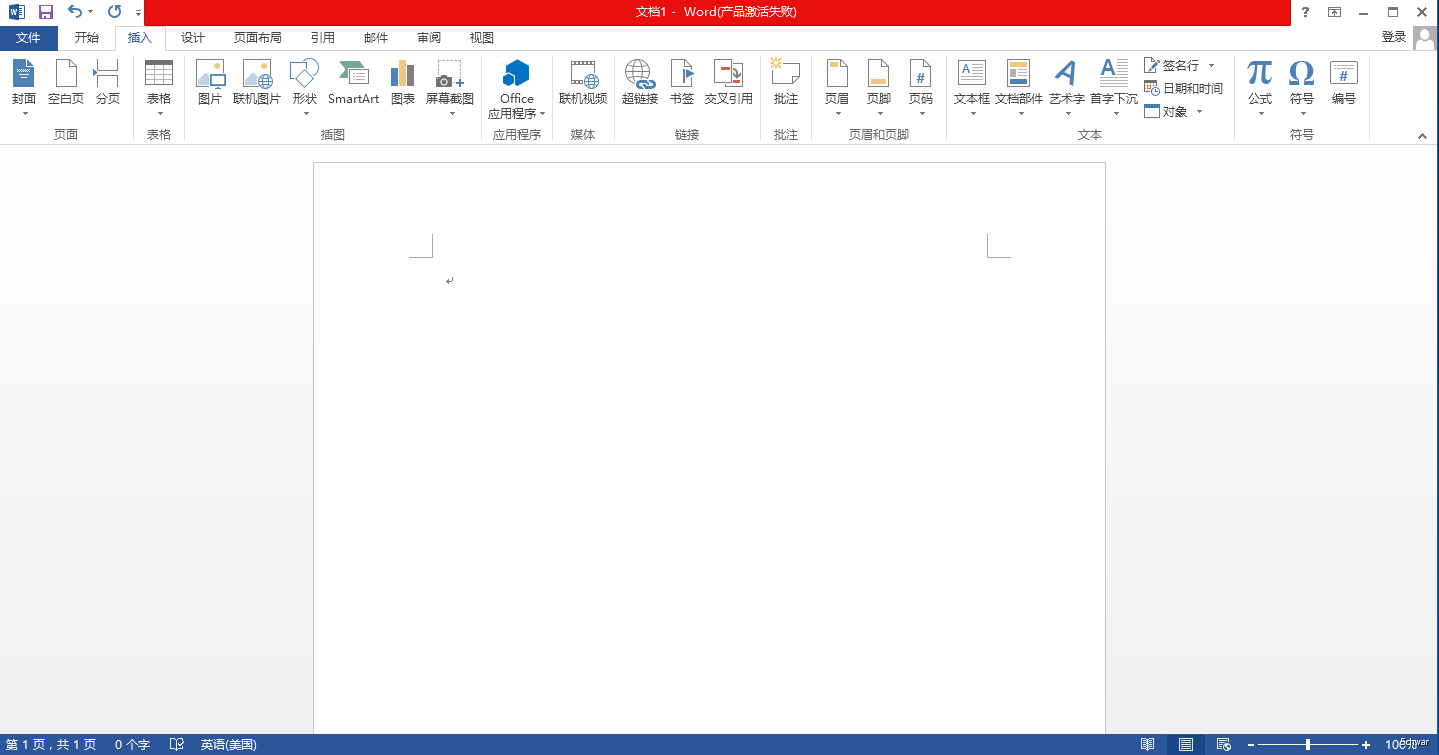 文档1 - Word(产品激活失败)
?
文件 开始 插入 设计 页面布局 引用 邮件 审阅 视图 登录
封面 空白页 分页 表格 图片 联机图片 形状 SmartArt 图表 屏幕截图 Office 应用程序 联机视频 超链接 书签 交叉引用 批注 页眉 页脚 页码 文本框 文档部件 艺术字 首字下沉 签名行 日期和时间 对象 公式 符号 编号
页面 表格 插图 应用程序 媒体 链接 批注 页眉和页脚 文本 符号
第 1 页，共 1 页 0 个字 英语(美国)